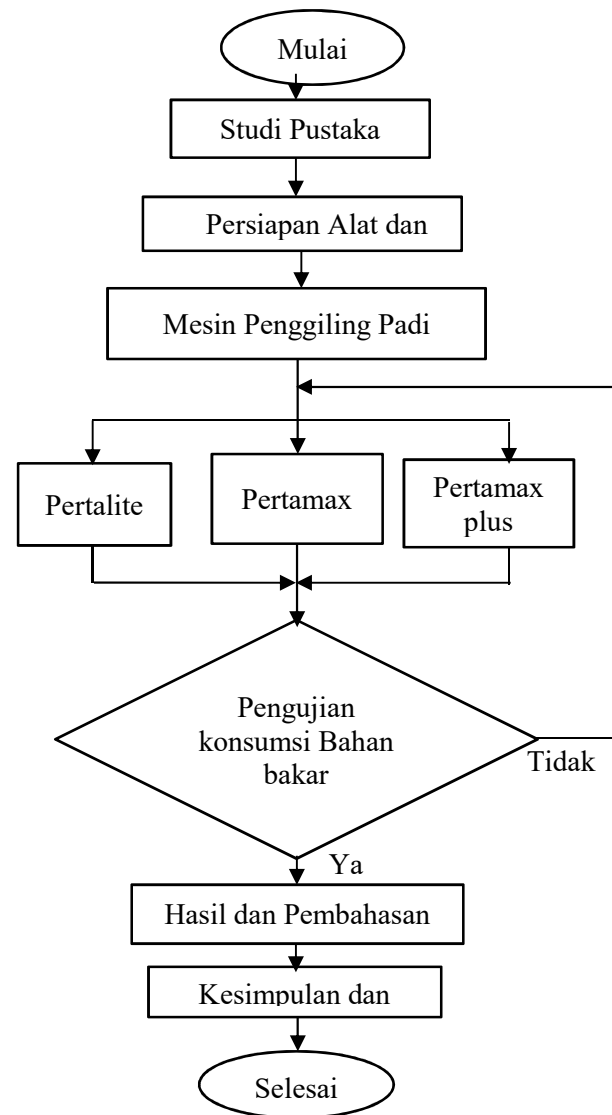 Mulai
Studi Pustaka
Persiapan Alat dan
Mesin Penggiling Padi
Pertalite
Pertamax
Pertamax
plus
Pengujian
konsumsi Bahan
bakar
Tidak
Ya
Hasil dan Pembahasan
Kesimpulan dan
Selesai